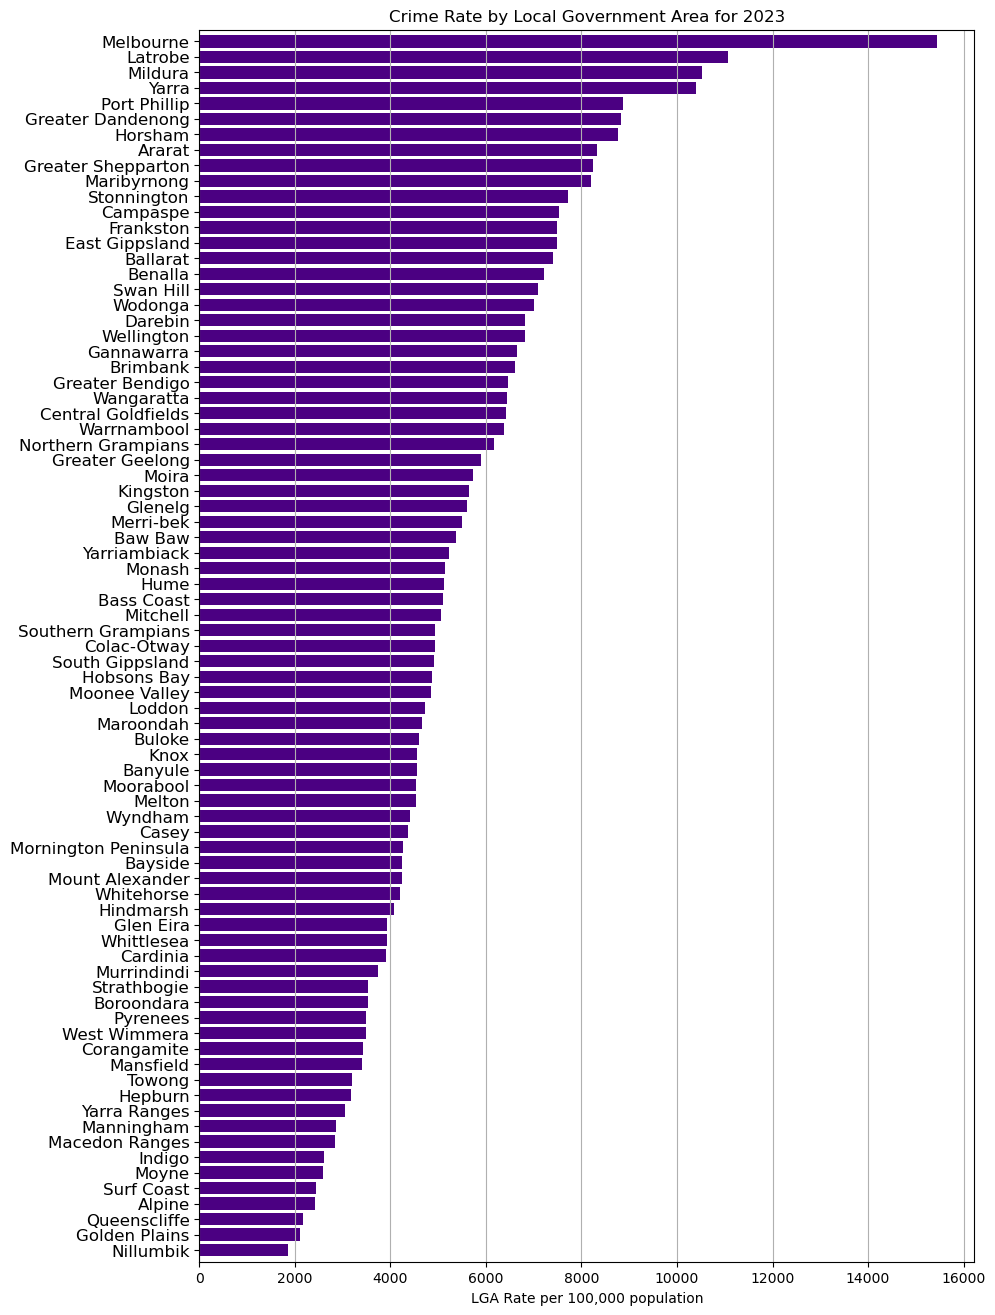 Crime Rate by Local Government Area for 2023
Melbourne
Latrobe
Mildura
Yarra
Port Phillip
Greater Dandenong
Horsham
Ararat
Greater Shepparton
Maribyrnong
Stonnington
Campaspe
Frankston
East Gippsland
Ballarat
Benalla
Swan Hill
Wodonga
Darebin
Wellington
Gannawarra
Brimbank
Greater Bendigo
Wangaratta
Central Goldfields
Warrnambool
Northern Grampians
Greater Geelong
Moira
Kingston
Glenelg
Merri-bek
Baw Baw
Yarriambiack
Monash
Hume
Bass Coast
Mitchell
Southern Grampians
Colac-Otway
South Gippsland
Hobsons Bay
Moonee Valley
Loddon
Maroondah
Buloke
Knox
Banyule
Moorabool
Melton
Wyndham
Casey
Mornington Peninsula
Bayside
Mount Alexander
Whitehorse
Hindmarsh
Glen Eira
Whittlesea
Cardinia
Murrindindi
Strathbogie
Boroondara
Pyrenees
West Wimmera
Corangamite
Mansfield
Towong
Hepburn
Yarra Ranges
Manningham
Macedon Ranges
Indigo
Moyne
Surf Coast
Alpine
Queenscliffe
Golden Plains
Nillumbik
0 2000 4000 6000 8000 10000 12000 14000 16000
LGA Rate per 100,000 population